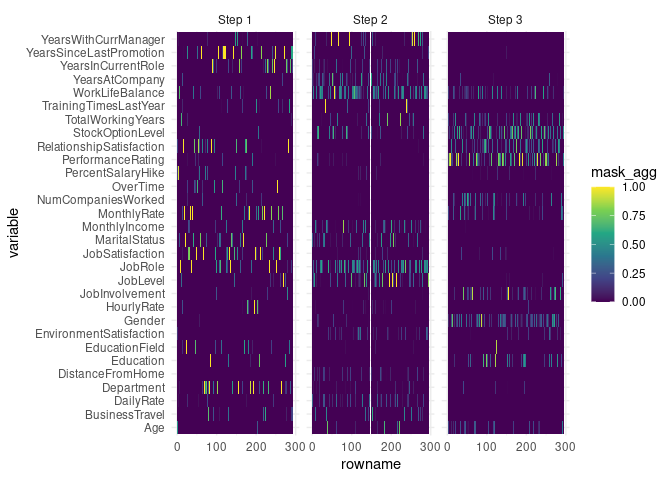 Step 1 Step 2 Step 3
YearsWithCurrManager
YearsSinceLastPromotion
YearsInCurrentRole
YearsAtCompany
WorkLifeBalance
TrainingTimesLastYear
TotalWorkingYears
StockOptionLevel
RelationshipSatisfaction
PerformanceRating
PercentSalaryHike
OverTime
NumCompaniesWorked
MonthlyRate
MonthlyIncome
MaritalStatus
JobSatisfaction
JobRole
JobLevel
JobInvolvement
HourlyRate
Gender
EnvironmentSatisfaction
EducationField
Education
DistanceFromHome
Department
DailyRate
BusinessTravel
Age
variable
0 100 200 300 0 100 200 300 0 100 200 300
rowname
mask_agg
1.00
0.75
0.50
0.25
0.00